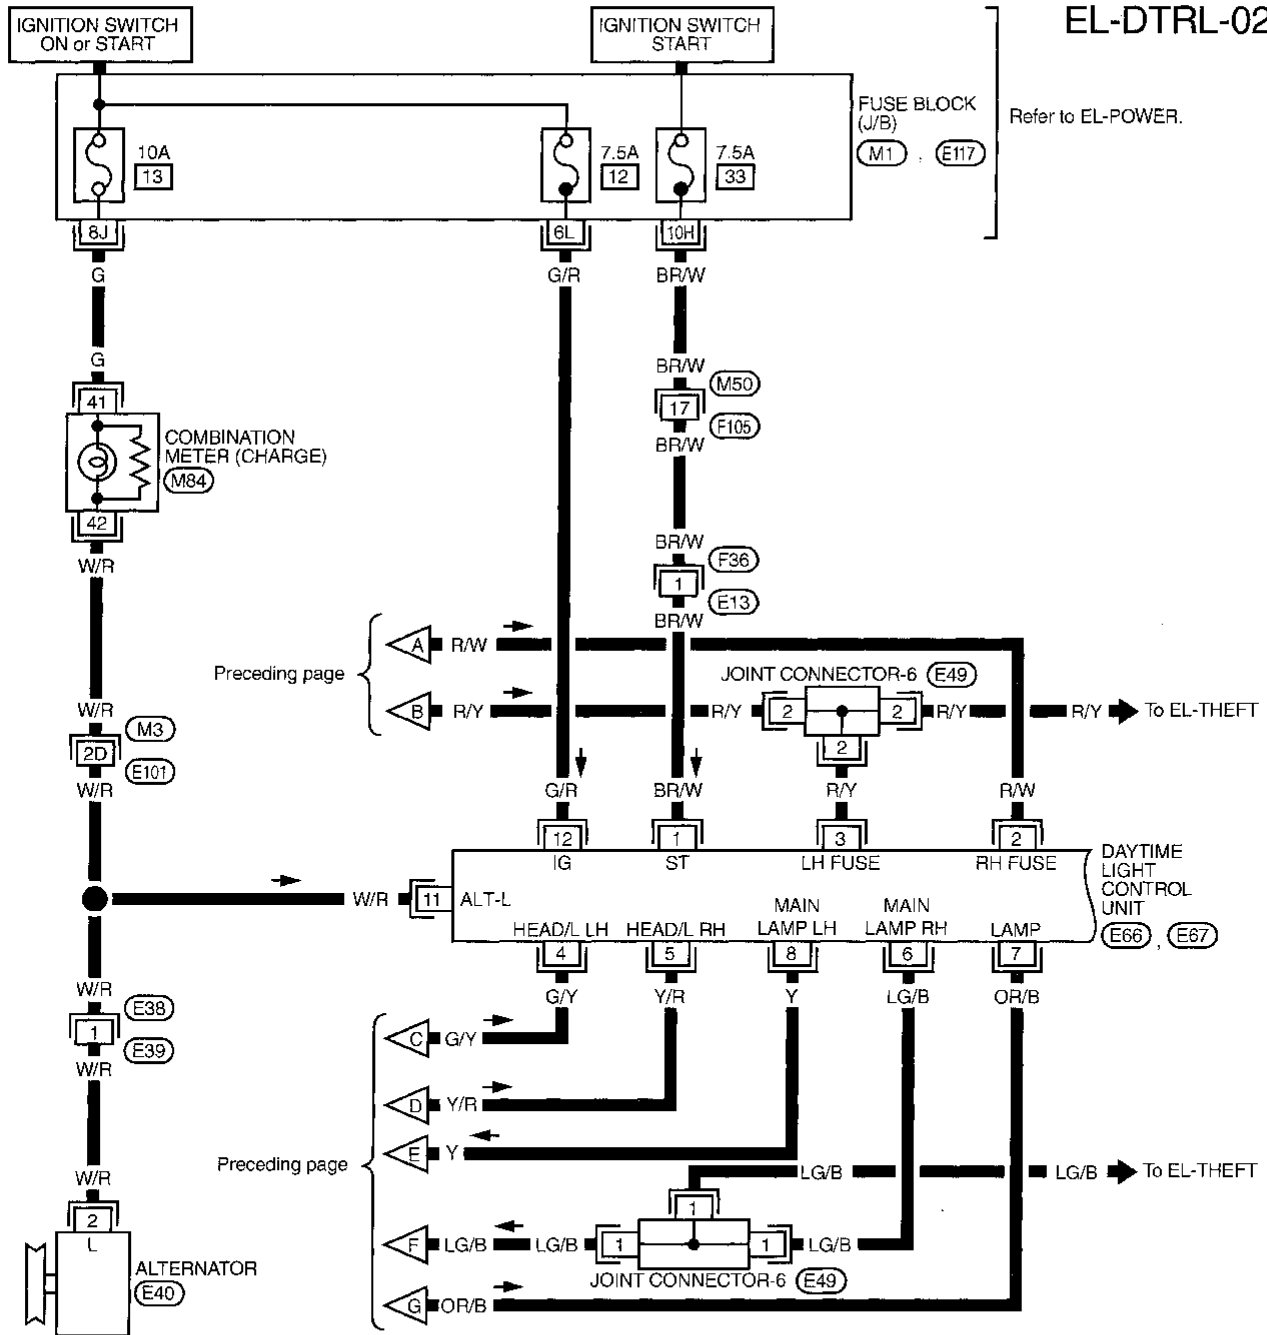 EL-DTRL-02
IGNITION SWITCH
ON or START
IGNITION SWITCH
START
FUSE BLOCK
(J/B)
M1 , E117
Refer to EL-POWER.
10A
13
7.5A
12
7.5A
33
8J
6L
10H
G
G/R
BR/W
G
BR/W
41
M50
17
F105
BR/W
COMBINATION
METER (CHARGE)
M84
42
W/R
BR/W
F36
1
E13
BR/W
Preceding page
A
R/W
JOINT CONNECTOR-6 E49
B
R/Y
R/Y
2
2
R/Y
R/Y
To EL-THEFT
2
W/R
M3
2D
E101
W/R
G/R
BR/W
R/Y
R/W
12
1
3
2
IG
ST
LH FUSE
RH FUSE
DAYTIME
LIGHT
CONTROL
UNIT
E66 , E67
W/R
11
ALT-L
HEAD/L LH
HEAD/L RH
MAIN
LAMP LH
MAIN
LAMP RH
LAMP
4
5
8
6
7
G/Y
Y/R
Y
LG/B
OR/B
W/R
E38
1
E39
W/R
Preceding page
C
G/Y
D
Y/R
E
Y
LG/B
LG/B
To EL-THEFT
1
F
LG/B
LG/B
1
1
LG/B
JOINT CONNECTOR-6 E49
G
OR/B
W/R
2
L
ALTERNATOR
E40